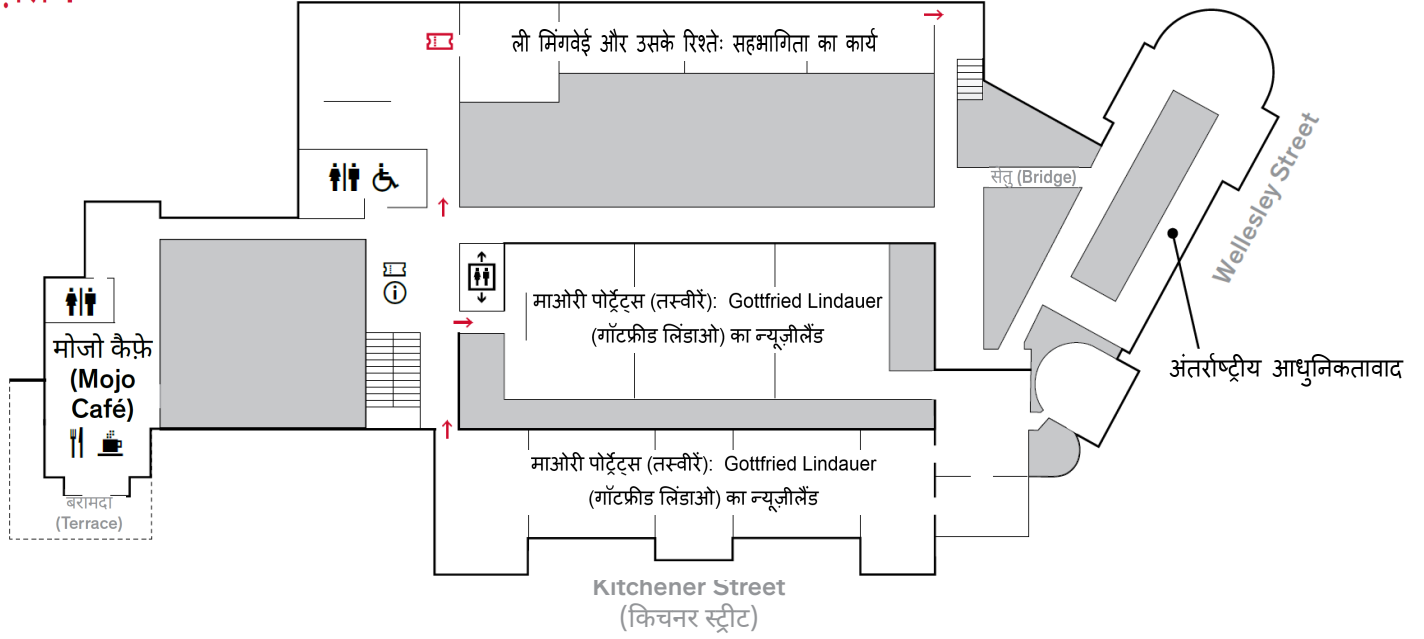 ली मिंगवेई और उसके रिश्तेः सहभागिता का कार्य
सेतु (Bridge)
Wellesley Street
माओरी पोर्ट्रेट्स (तस्वीरें): Gottfried Lindauer
(गॉटफ्रीड लिंडाओ) का न्यूज़ीलैंड
मोजो कैफ़े
(Mojo
Café)
अंतर्राष्ट्रीय आधुनिकतावाद
माओरी पोर्ट्रेट्स (तस्वीरें): Gottfried Lindauer
(गॉटफ्रीड लिंडाओ) का न्यूज़ीलैंड
बरामदा
(Terrace)
Kitchener Street
(किचनर स्ट्रीट)